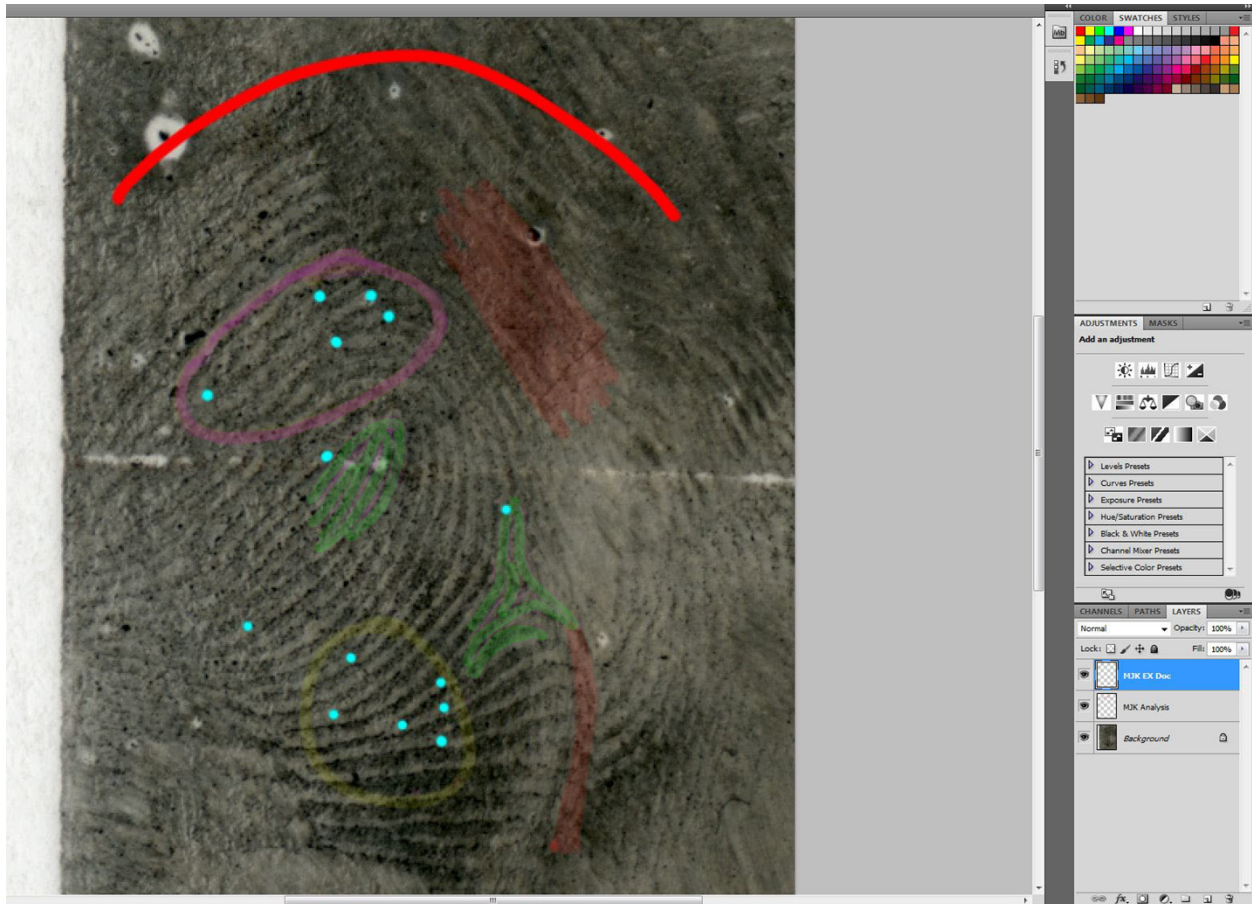 Mb
COLOR SWATCHES STYLES
ADJUSTMENTS MASKS
Add an adjustment
Levels Presets
Curves Presets
Exposure Presets
Hue/Saturation Presets
Black & White Presets
Channel Mixer Presets
Selective Color Presets
CHANNELS PATHS LAYERS
Normal Opacity: 100%
Lock: Fill: 100%
MJK EX Doc
MJK Analysis
Background
fx